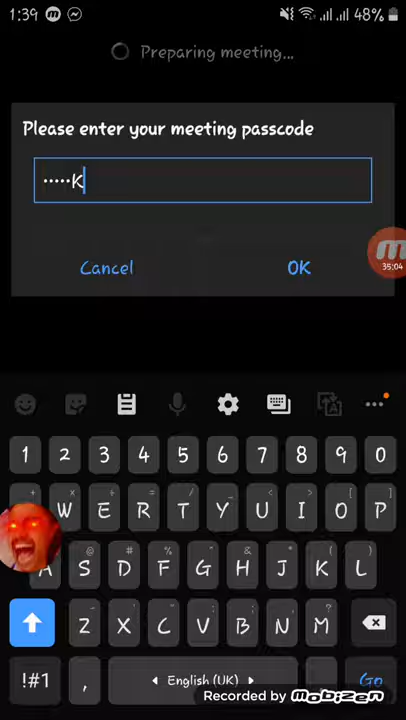 1:39 48%
Preparing meeting...
Please enter your meeting passcode
•••••K
Cancel OK
35:04
1 2 3 4 5 6 7 8 9 0
W E R T Y U I O P
A S D F G H J K L
Z X C V B N M
!#1 , English (UK) Go
Recorded by mobizen